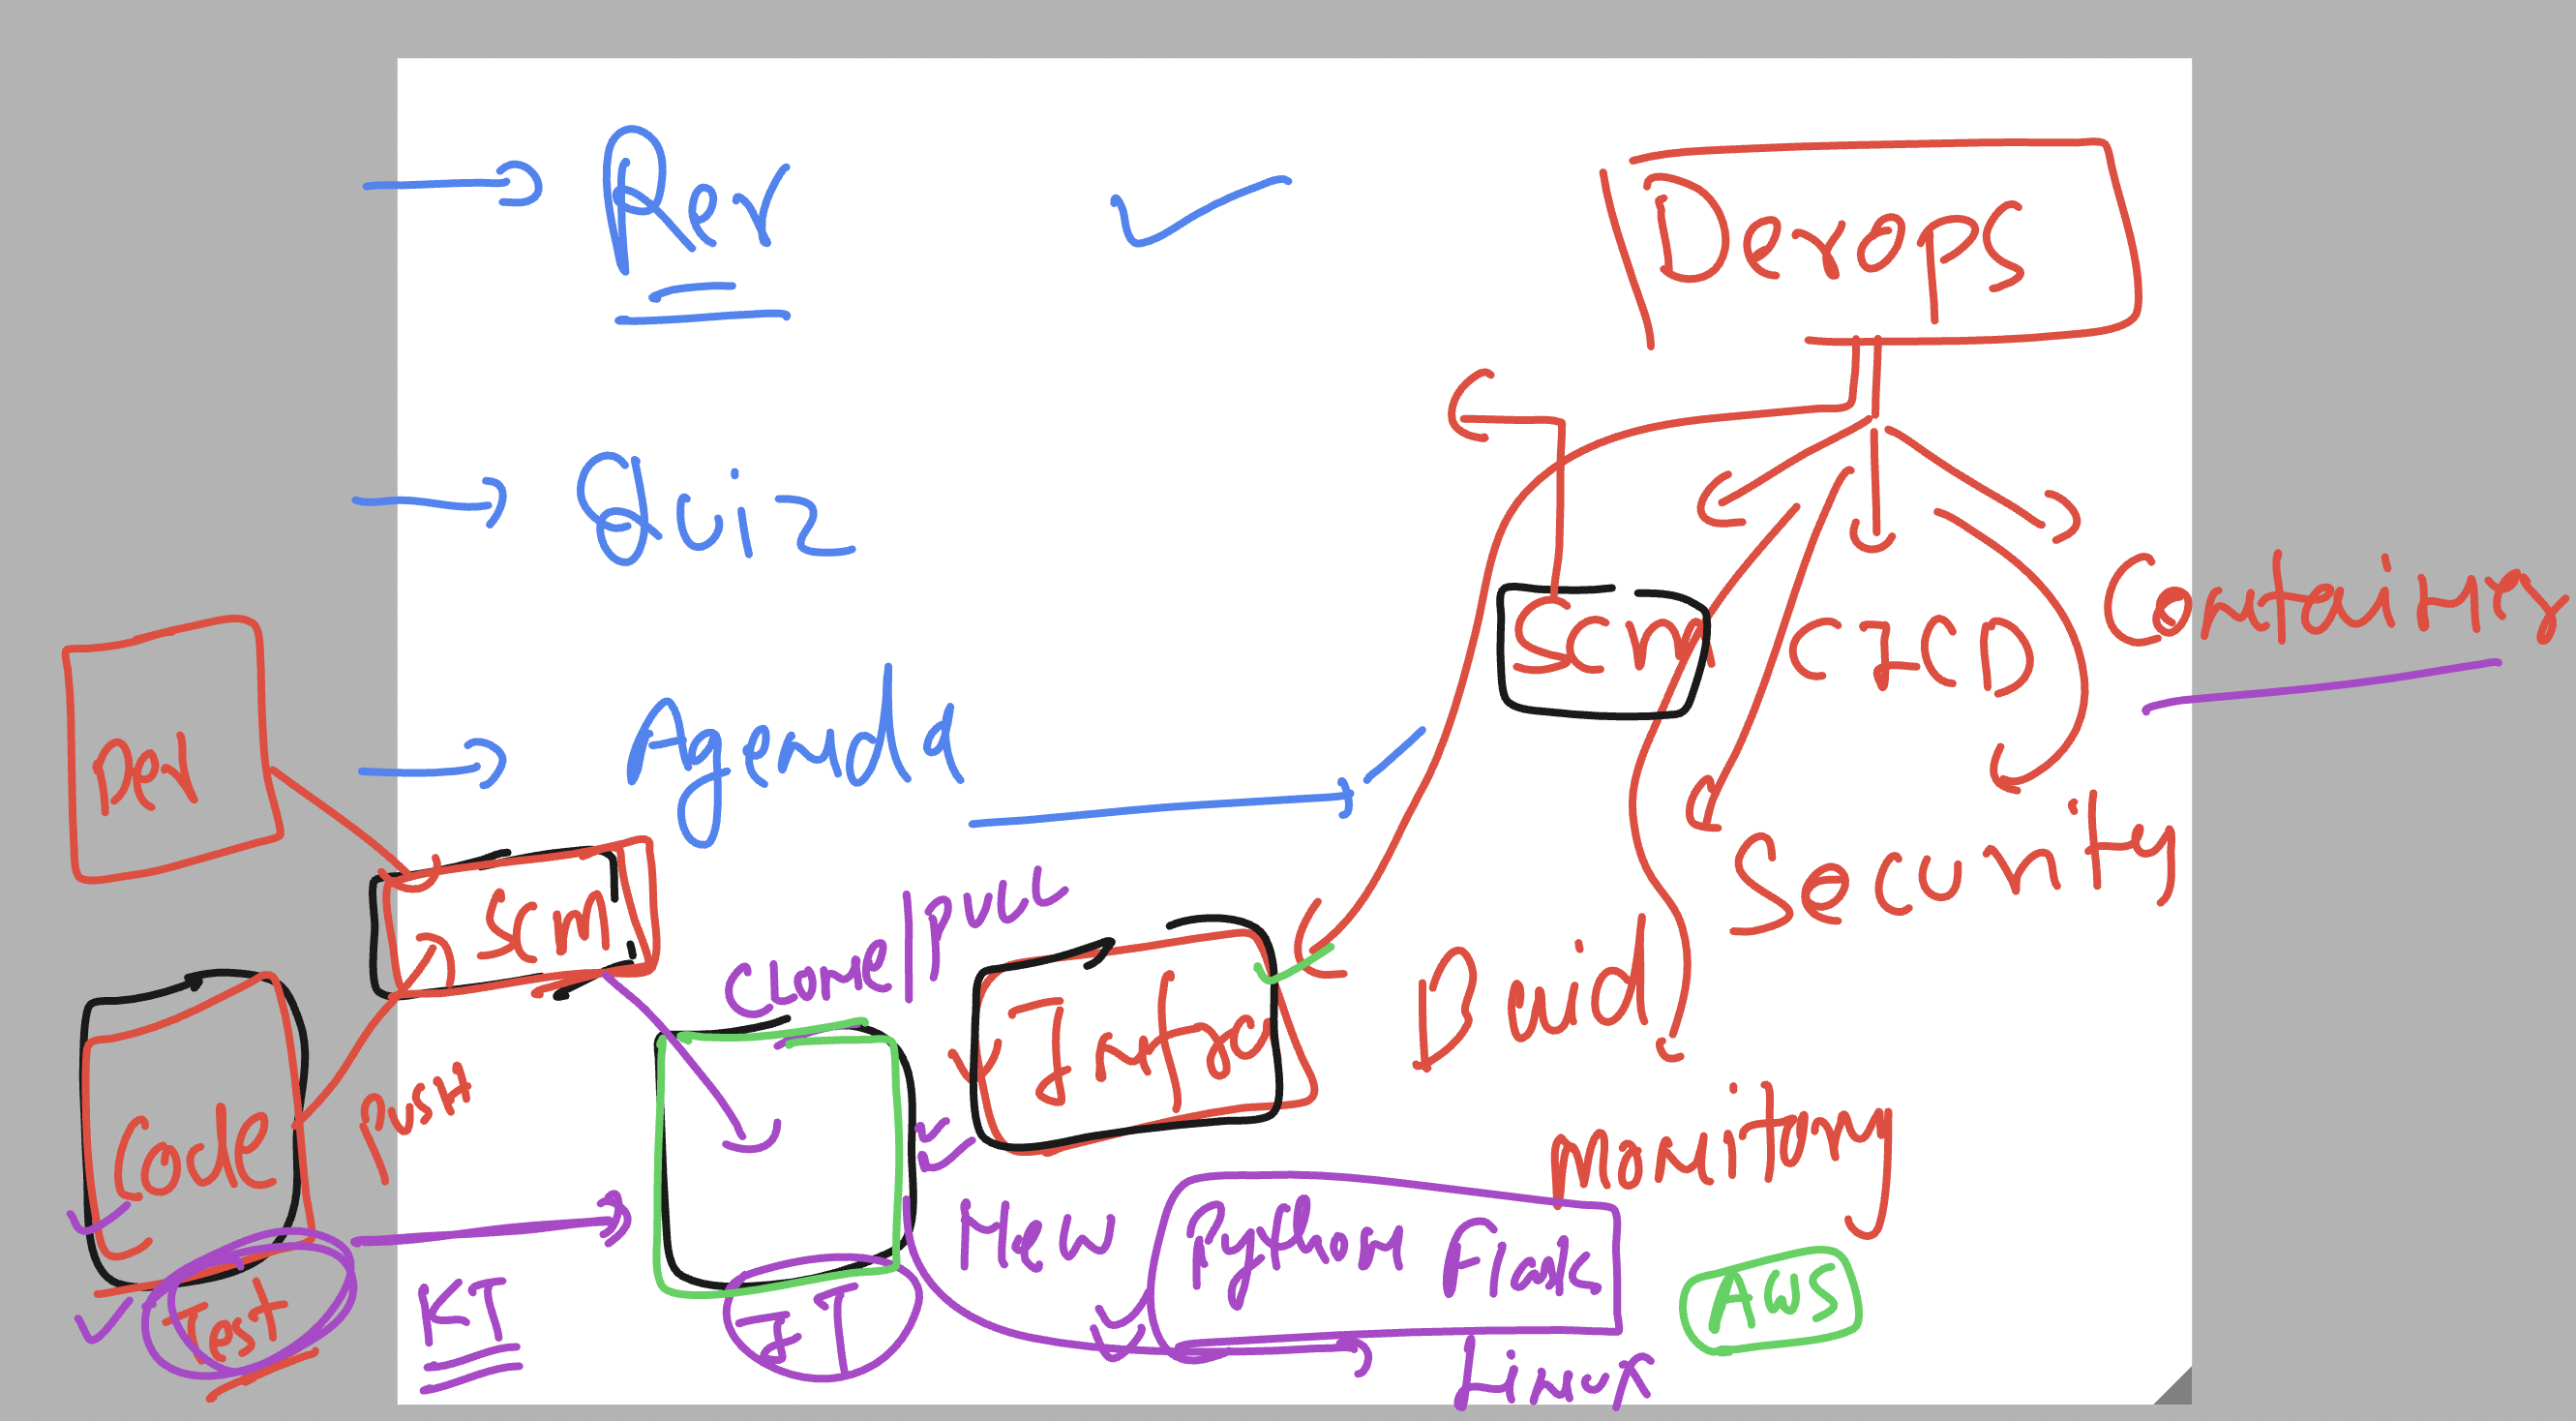 Rev
Devops
Quiz
SCM
CICD
Containers
Agenda
Dev
SCM
Security
CLONE/PULL
Infra
Buid
Code
PUSH
Monitory
New
Python Flask
AWS
KT
Test
IT
Linux